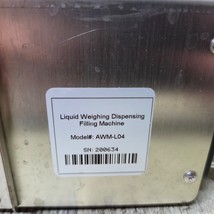 Liquid Weighing Dispensing
Filling Machine
Model#: AWM-L04
SN: 200634